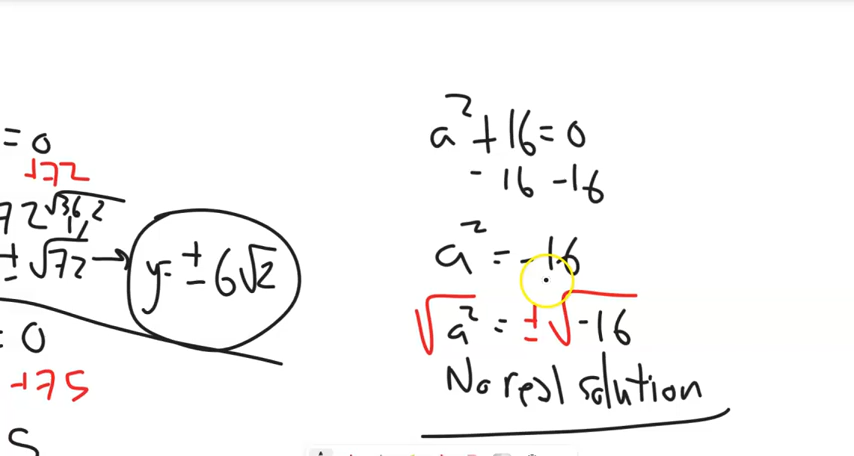 = 0
+72
72 √36·2
± √72 → y = ± 6√2
= 0
+75
a² + 16 = 0
- 16 -16
a² = -16
√a² = ± √-16
No real solution